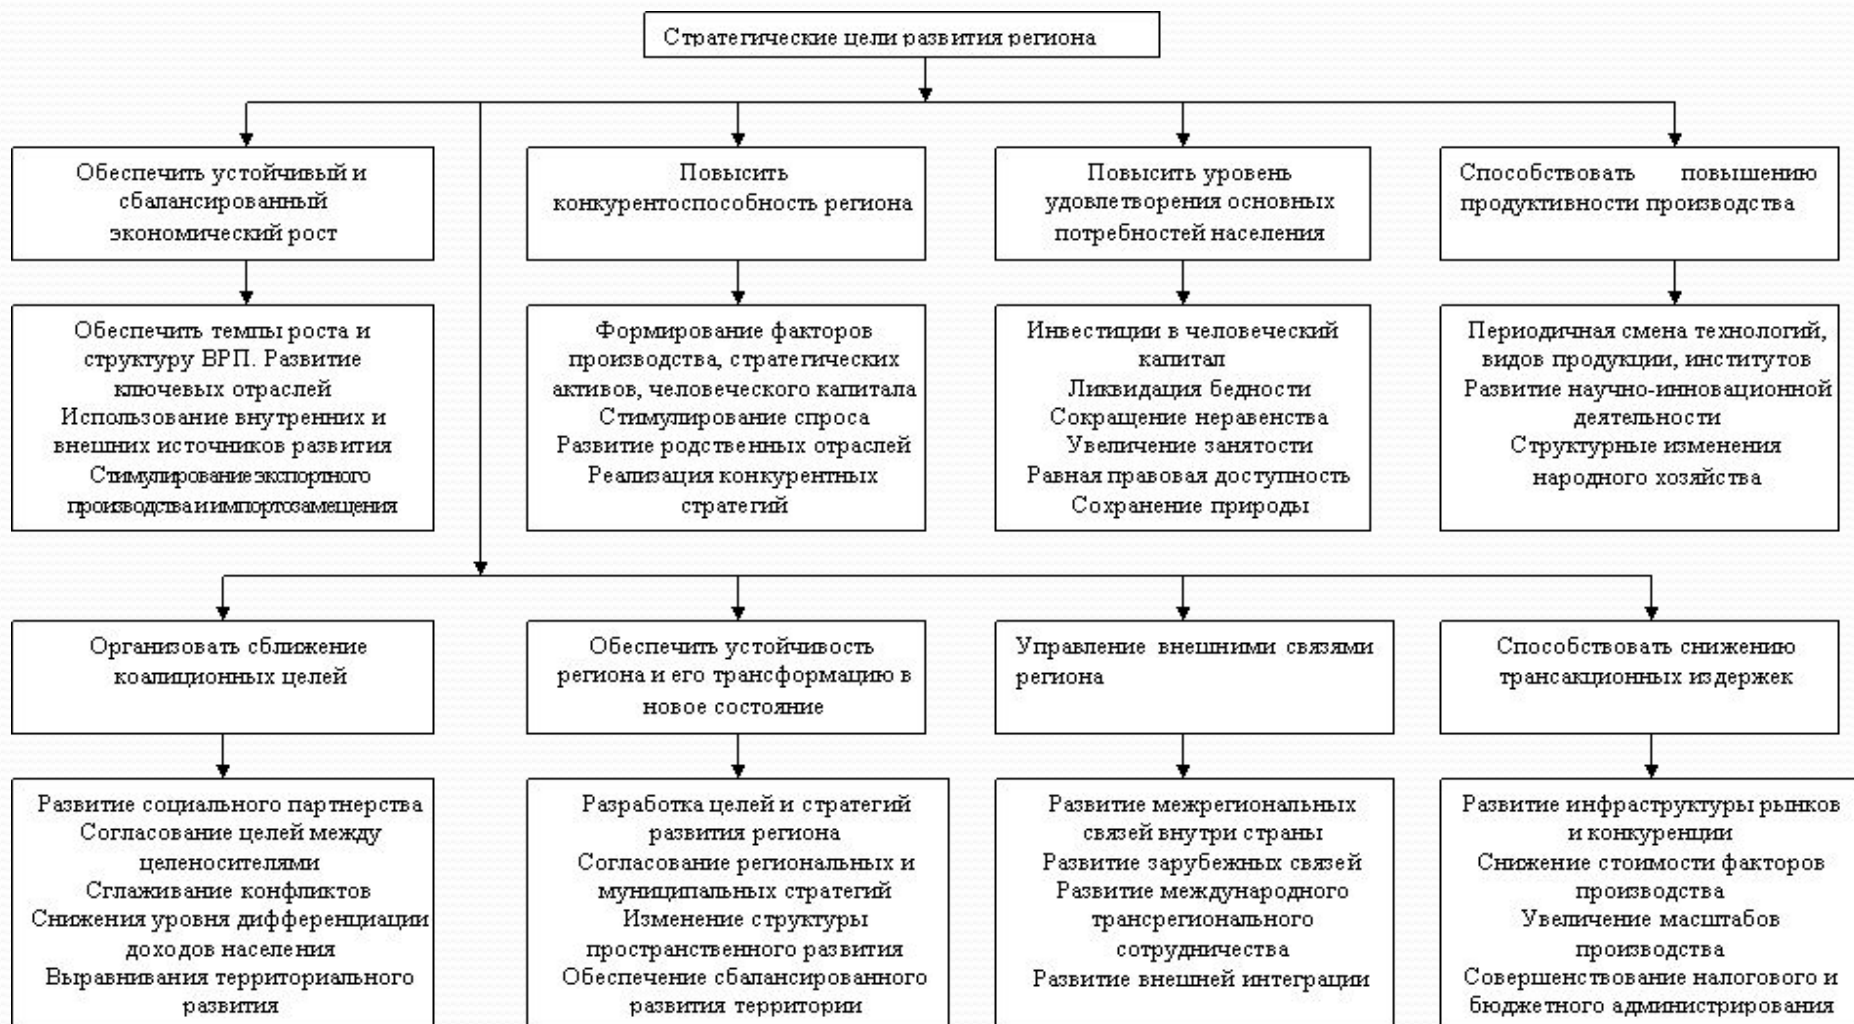 Стратегические цели развития региона
Обеспечить устойчивый и
сбалансированный
экономический рост
Повысить
конкурентоспособность региона
Повысить уровень
удовлетворения основных
потребностей населения
Способствовать повышению
продуктивности производства
Обеспечить темпы роста и
структуру ВРП. Развитие
ключевых отраслей
Использование внутренних и
внешних источников развития
Стимулирование экспортного
производства и импортозамещения
Формирование факторов
производства, стратегических
активов, человеческого капитала
Стимулирование спроса
Развитие родственных отраслей
Реализация конкурентных
стратегий
Инвестиции в человеческий
капитал
Ликвидация бедности
Сокращение неравенства
Увеличение занятости
Равная правовая доступность
Сохранение природы
Периодичная смена технологий,
видов продукции, институтов
Развитие научно-инновационной
деятельности
Структурные изменения
народного хозяйства
Организовать сближение
коалиционных целей
Обеспечить устойчивость
региона и его трансформацию в
новое состояние
Управление внешними связями
региона
Способствовать снижению
трансакционных издержек
Развитие социального партнерства
Согласование целей между
целеносителями
Сглаживание конфликтов
Снижения уровня дифференциации
доходов населения
Выравнивания территориального
развития
Разработка целей и стратегий
развития региона
Согласование региональных и
муниципальных стратегий
Изменение структуры
пространственного развития
Обеспечение сбалансированного
развития территории
Развитие межрегиональных
связей внутри страны
Развитие зарубежных связей
Развитие международного
трансрегионального
сотрудничества
Развитие внешней интеграции
Развитие инфраструктуры рынков
и конкуренции
Снижение стоимости факторов
производства
Увеличение масштабов
производства
Совершенствование налогового и
бюджетного администрирования